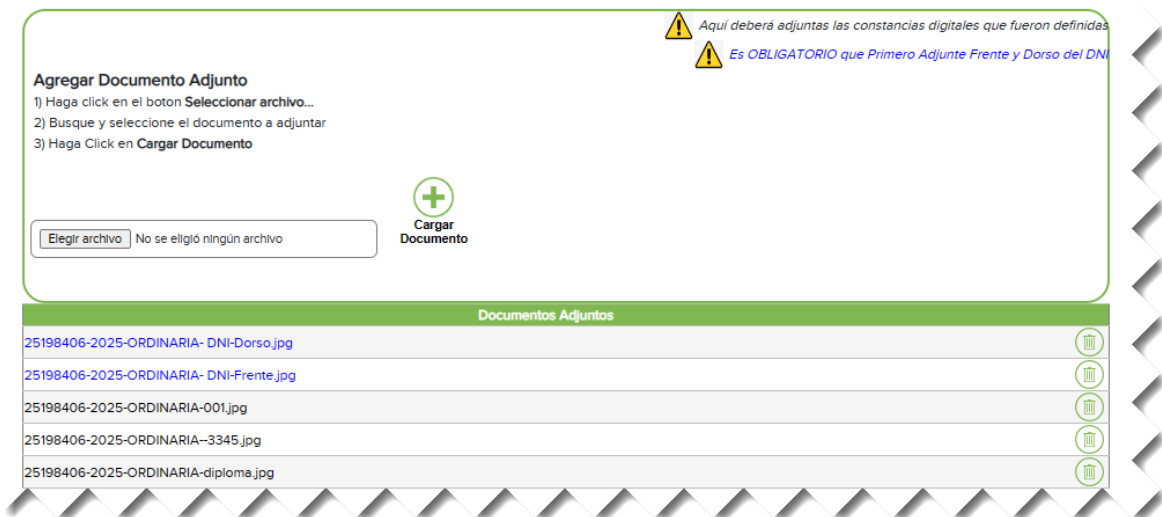 Aquí deberá adjuntas las constancias digitales que fueron definidas
Es OBLIGATORIO que Primero Adjunte Frente y Dorso del DNI
Agregar Documento Adjunto
1) Haga click en el boton Seleccionar archivo...
2) Busque y seleccione el documento a adjuntar
3) Haga Click en Cargar Documento
Elegir archivo No se eligió ningún archivo
Cargar
Documento
Documentos Adjuntos
25198406-2025-ORDINARIA- DNI-Dorso.jpg
25198406-2025-ORDINARIA- DNI-Frente.jpg
25198406-2025-ORDINARIA-001.jpg
25198406-2025-ORDINARIA--3345.jpg
25198406-2025-ORDINARIA-diploma.jpg